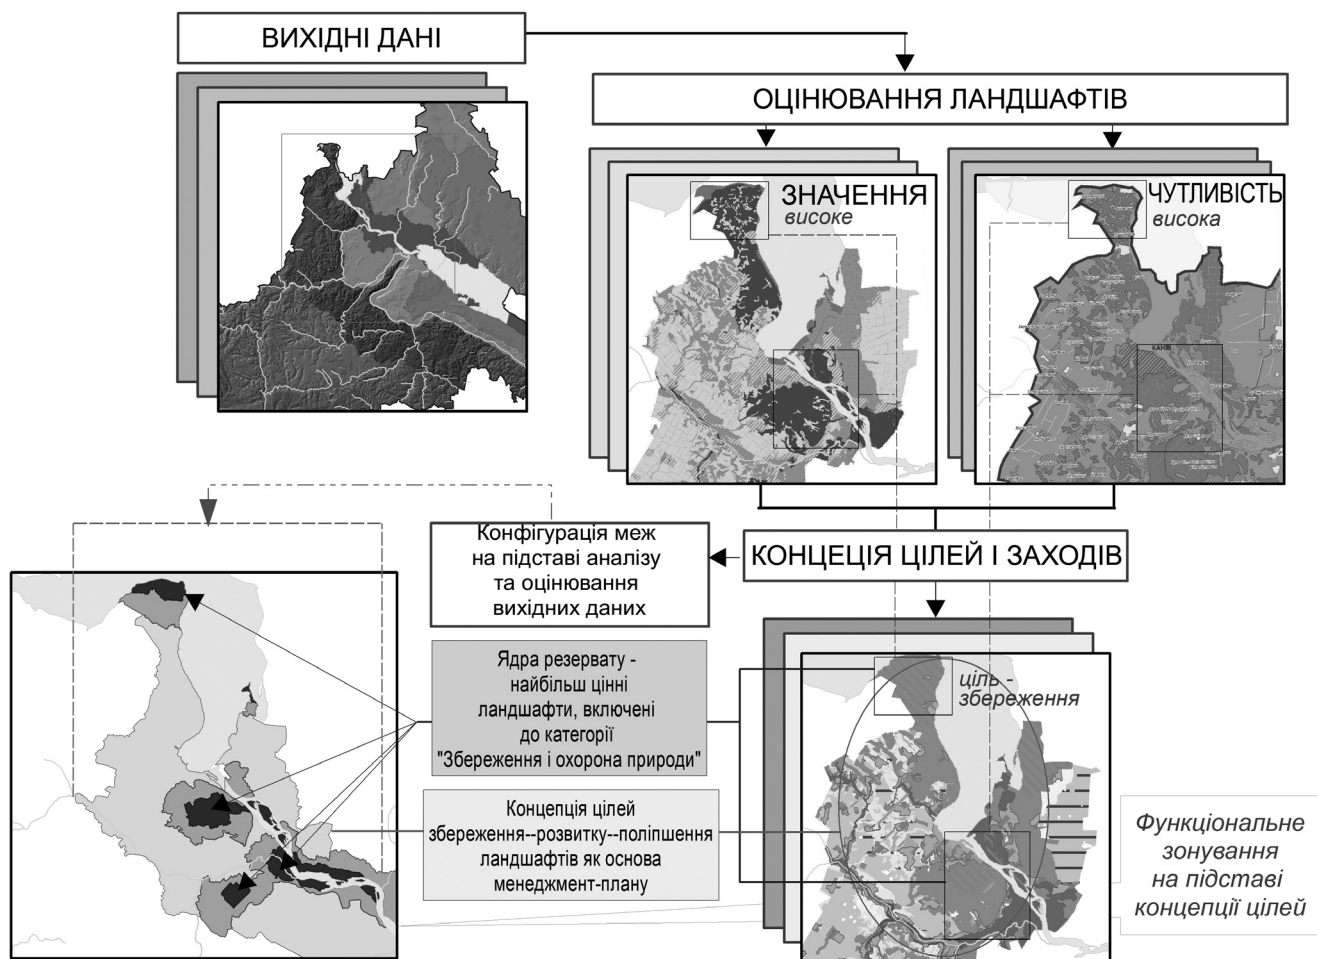 ВИХІДНІ ДАНІ
ОЦІНЮВАННЯ ЛАНДШАФТІВ
ЗНАЧЕННЯ
високе
ЧУТЛИВІСТЬ
висока
КАНІВ
Конфігурація меж
на підставі аналізу
та оцінювання
вихідних даних
КОНЦЕЦІЯ ЦІЛЕЙ І ЗАХОДІВ
Ядра резервату -
найбільш цінні
ландшафти, включені
до категорії
"Збереження і охорона природи"
ціль -
збереження
Концепція цілей
збереження--розвитку--поліпшення
ландшафтів як основа
менеджмент-плану
Функціональне
зонування
на підставі
концепції цілей